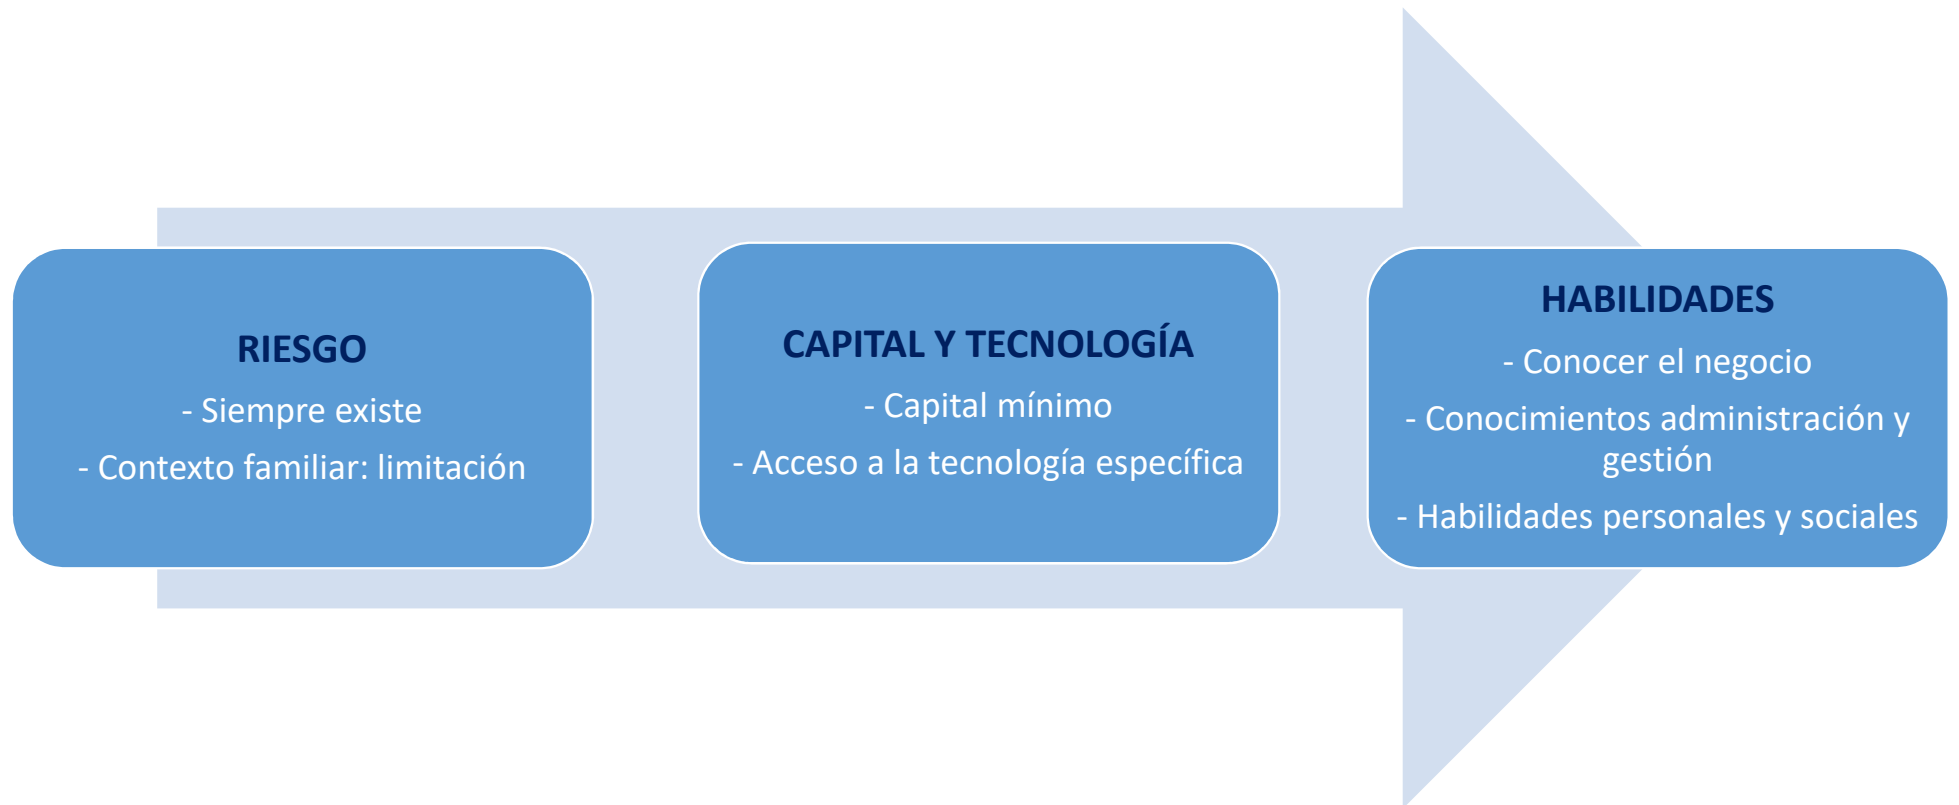 RIESGO
- Siempre existe
- Contexto familiar: limitación
CAPITAL Y TECNOLOGÍA
- Capital mínimo
- Acceso a la tecnología específica
HABILIDADES
- Conocer el negocio
- Conocimientos administración y
gestión
- Habilidades personales y sociales